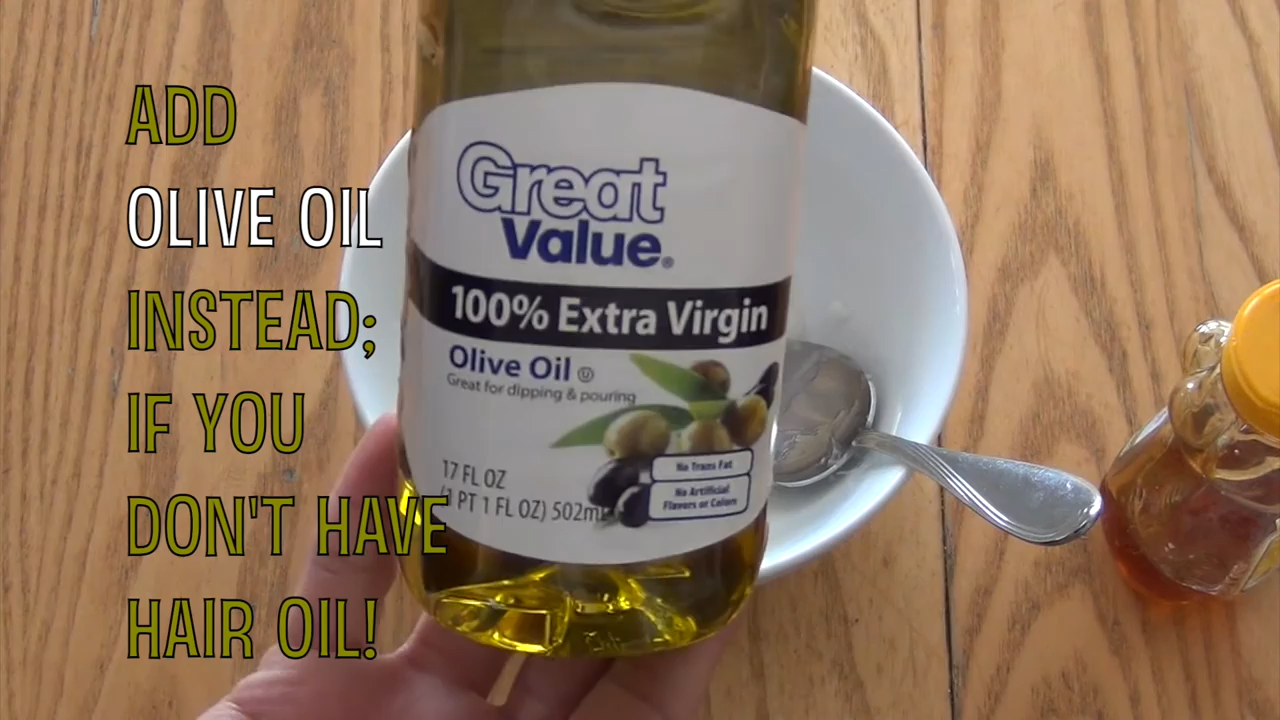 ADD
OLIVE OIL
INSTEAD;
IF YOU
DON'T HAVE
HAIR OIL!
Great
Value®
100% Extra Virgin
Olive Oil Ⓤ
Great for dipping & pouring
No Trans Fat
No Artificial
Flavors or Colors
17 FL OZ
(1 PT 1 FL OZ) 502m